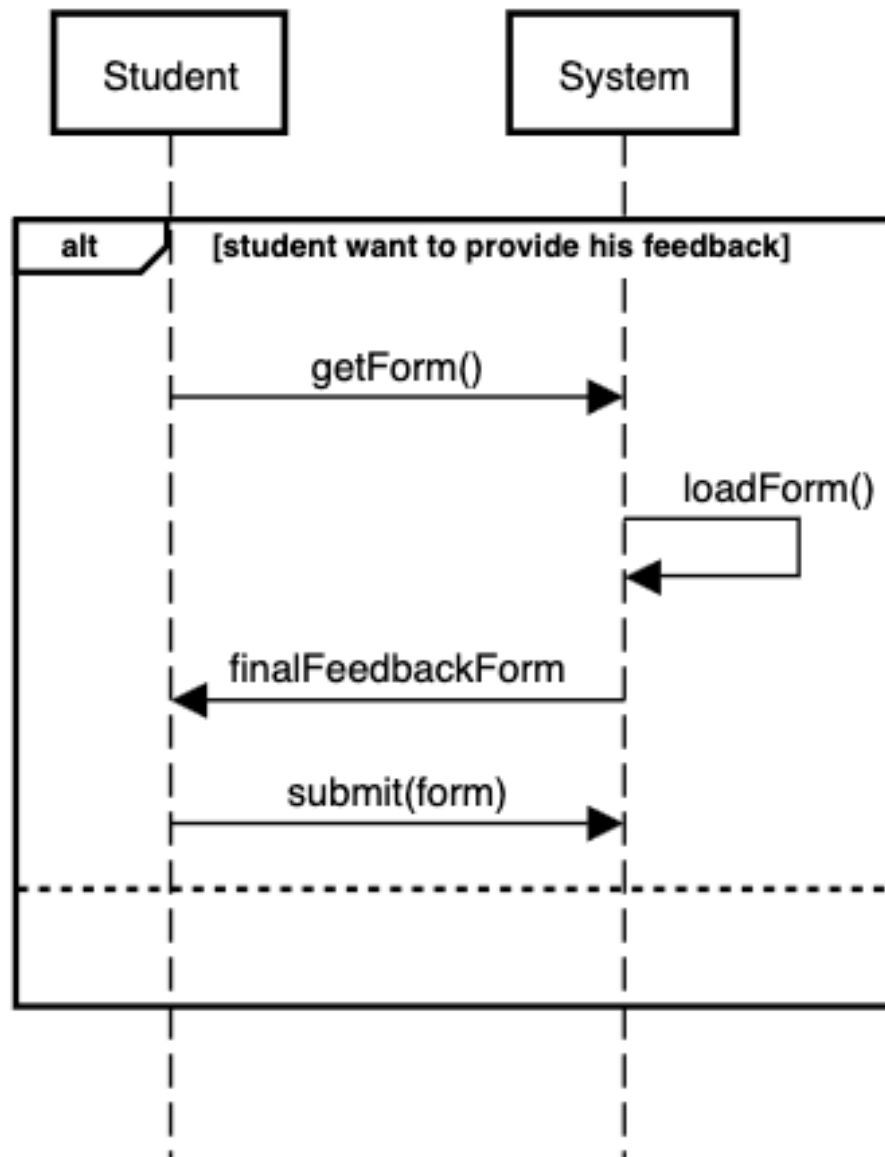 Student
System
alt
[student want to provide his feedback]
getForm()
loadForm()
finalFeedbackForm
submit(form)